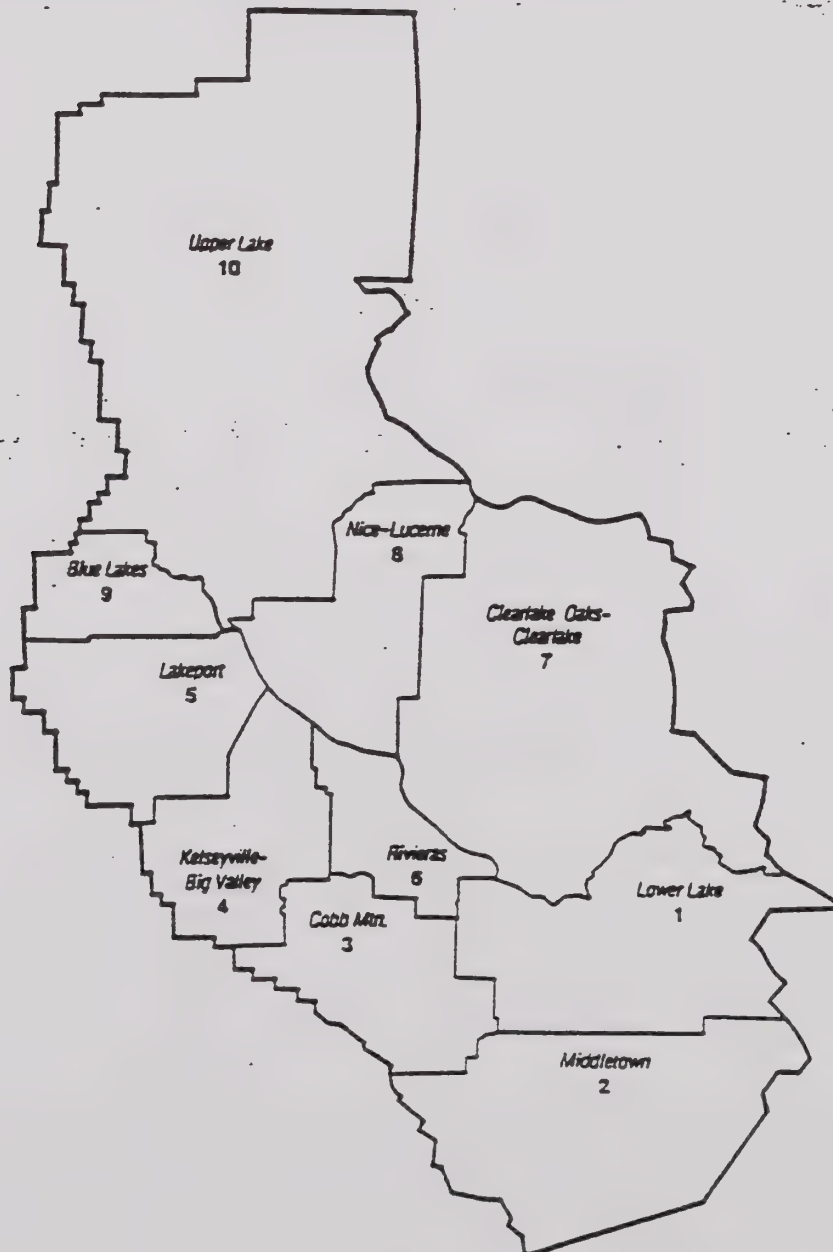 Upper Lake
10
Nice-Lucerne
8
Blue Lakes
9
Clearlake Oaks-
Clearlake
7
Lakeport
5
Kelseyville-
Big Valley
4
Rivieras
6
Cobb Mtn.
3
Lower Lake
1
Middletown
2